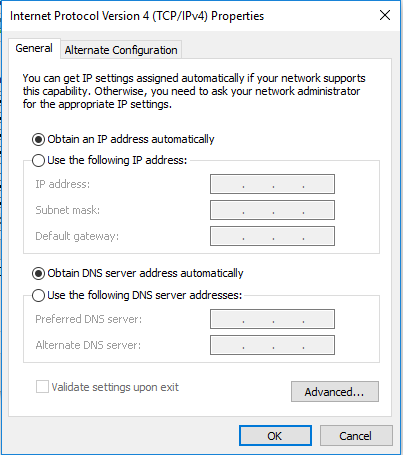 Internet Protocol Version 4 (TCP/IPv4) Properties
General Alternate Configuration
You can get IP settings assigned automatically if your network supports
this capability. Otherwise, you need to ask your network administrator
for the appropriate IP settings.
Obtain an IP address automatically
Use the following IP address:
IP address: . . .
Subnet mask: . . .
Default gateway: . . .
Obtain DNS server address automatically
Use the following DNS server addresses:
Preferred DNS server: . . .
Alternate DNS server: . . .
Validate settings upon exit
Advanced...
OK Cancel